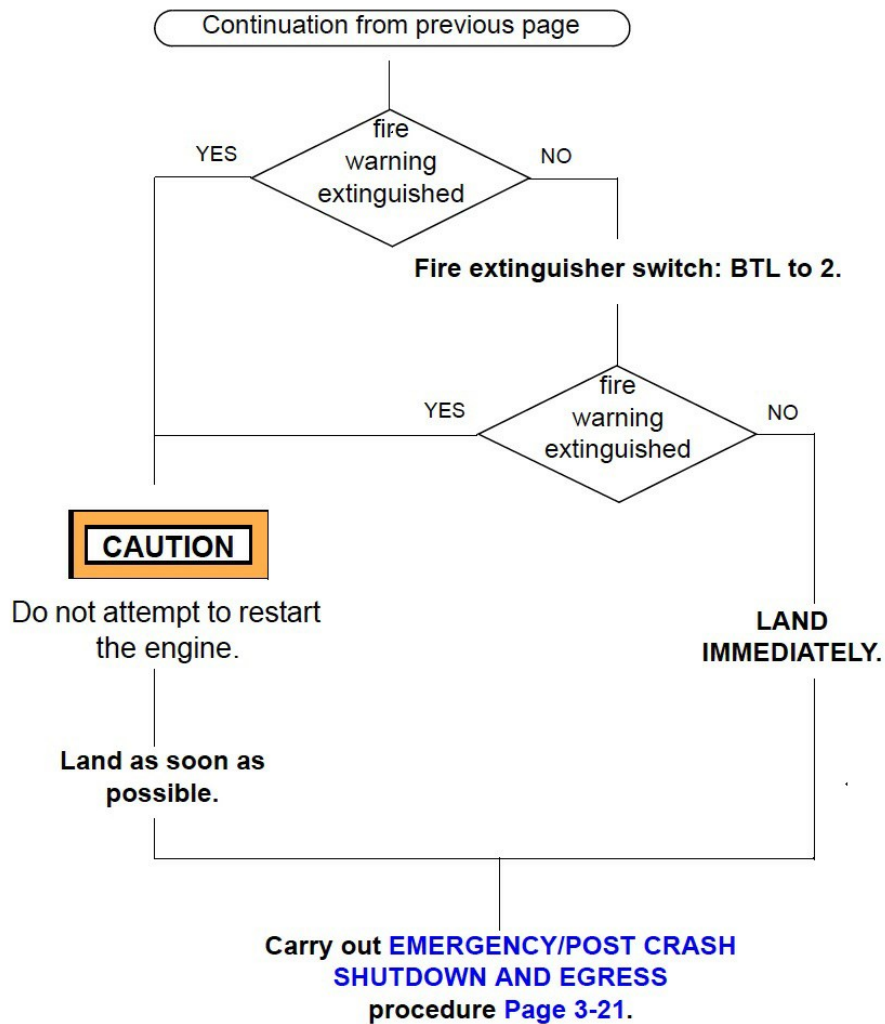 Continuation from previous page
fire
warning
extinguished
YES
NO
Fire extinguisher switch: BTL to 2.
fire
warning
extinguished
YES
NO
CAUTION
Do not attempt to restart
the engine.
LAND
IMMEDIATELY.
Land as soon as
possible.
Carry out EMERGENCY/POST CRASH
SHUTDOWN AND EGRESS
procedure Page 3-21.